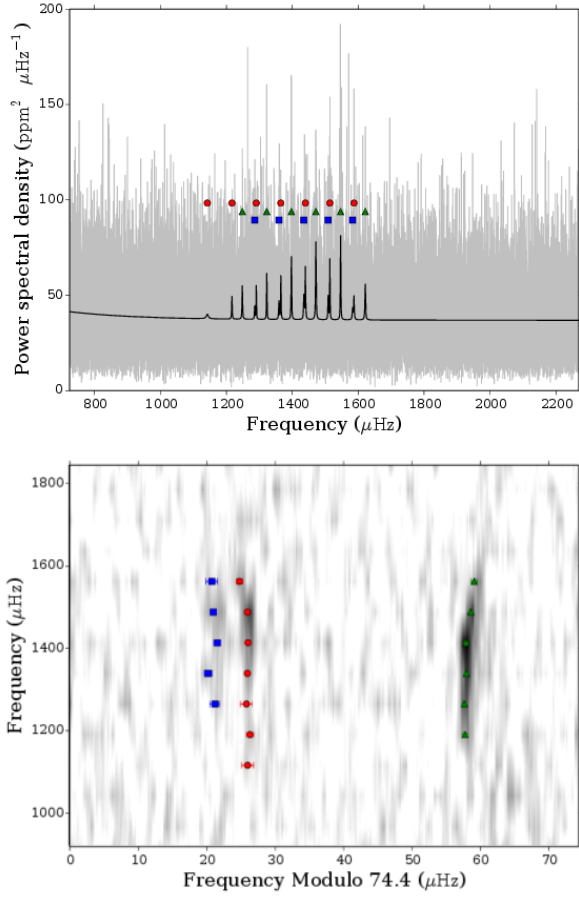 200
150
100
50
0
Power spectral density (ppm² μHz⁻¹)
800 1000 1200 1400 1600 1800 2000 2200
Frequency (μHz)
1800
1600
1400
1200
1000
Frequency (μHz)
0 10 20 30 40 50 60 70
Frequency Modulo 74.4 (μHz)